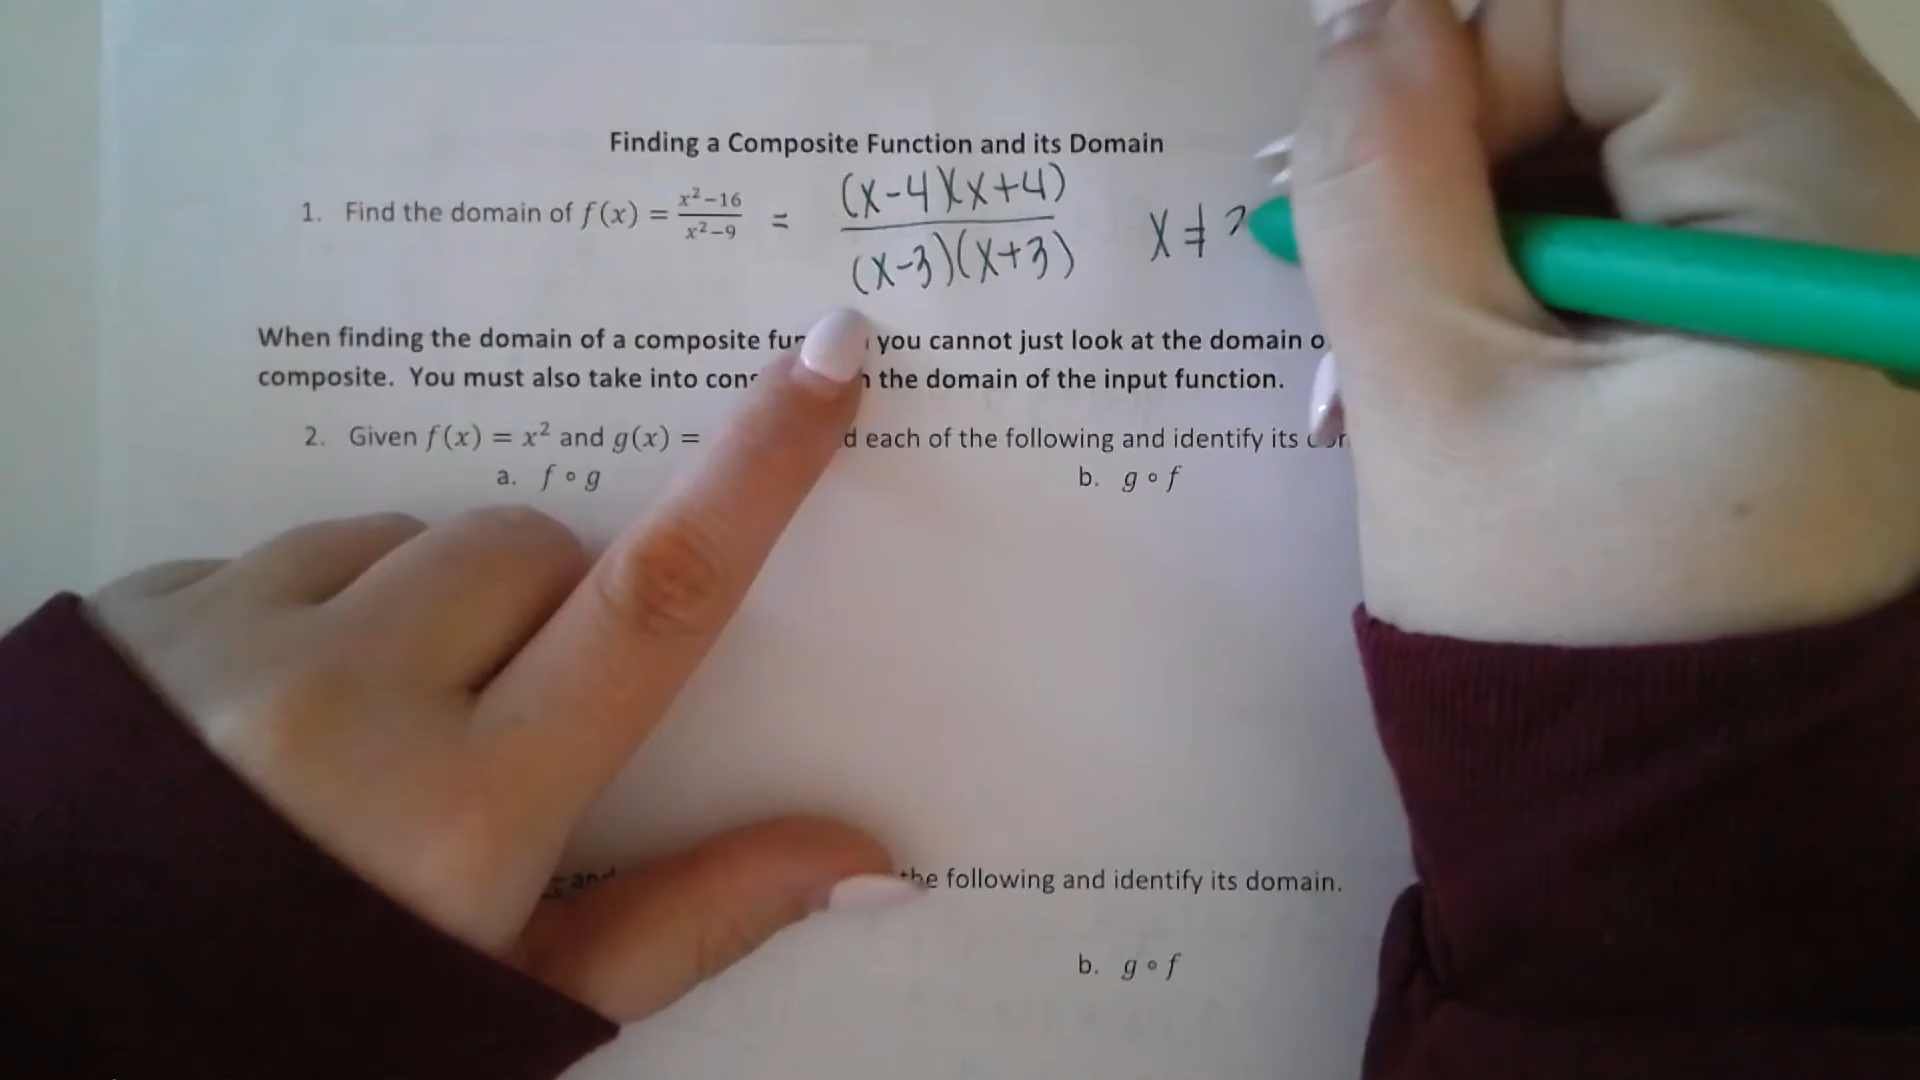 Finding a Composite Function and its Domain
1. Find the domain of f(x) = x²−16 / x²−9 = (x-4)(x+4) / (x-3)(x+3) x ≠
When finding the domain of a composite you cannot just look at the domain
composite. You must also take into the domain of the input function.
2. Given f(x) = x² and g(x) = each of the following and identify its
a. f∘g b. g∘f
and the following and identify its domain.
b. g∘f